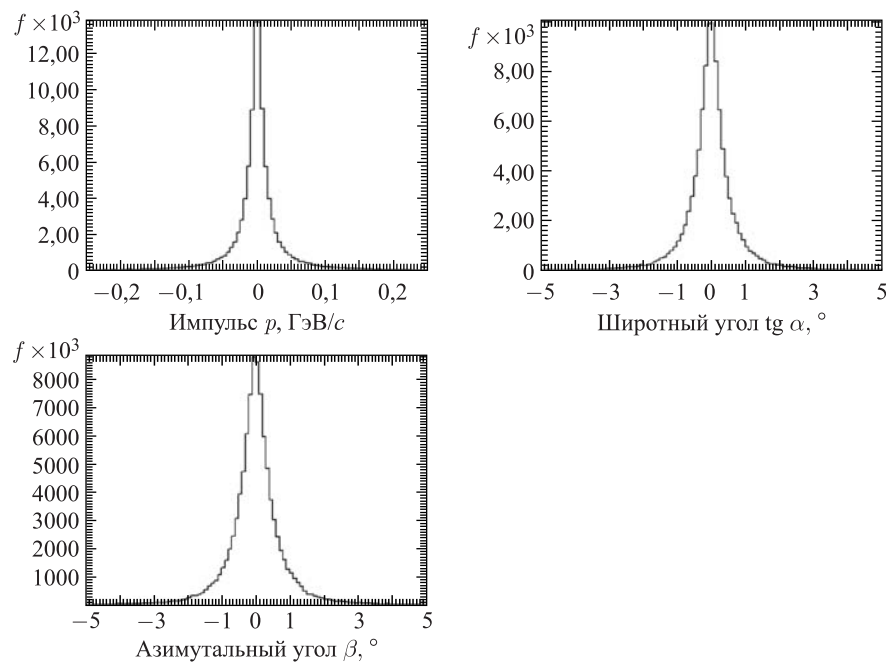 f ×10³
12,00
10,00
8,00
6,00
4,00
2,00
0
−0,2 −0,1 0 0,1 0,2
Импульс p, ГэВ/c
f ×10³
8,00
6,00
4,00
2,00
0
−5 −3 −1 0 1 3 5
Широтный угол tg α, °
f ×10³
8000
7000
6000
5000
4000
3000
2000
1000
−5 −3 −1 0 1 3 5
Азимутальный угол β, °